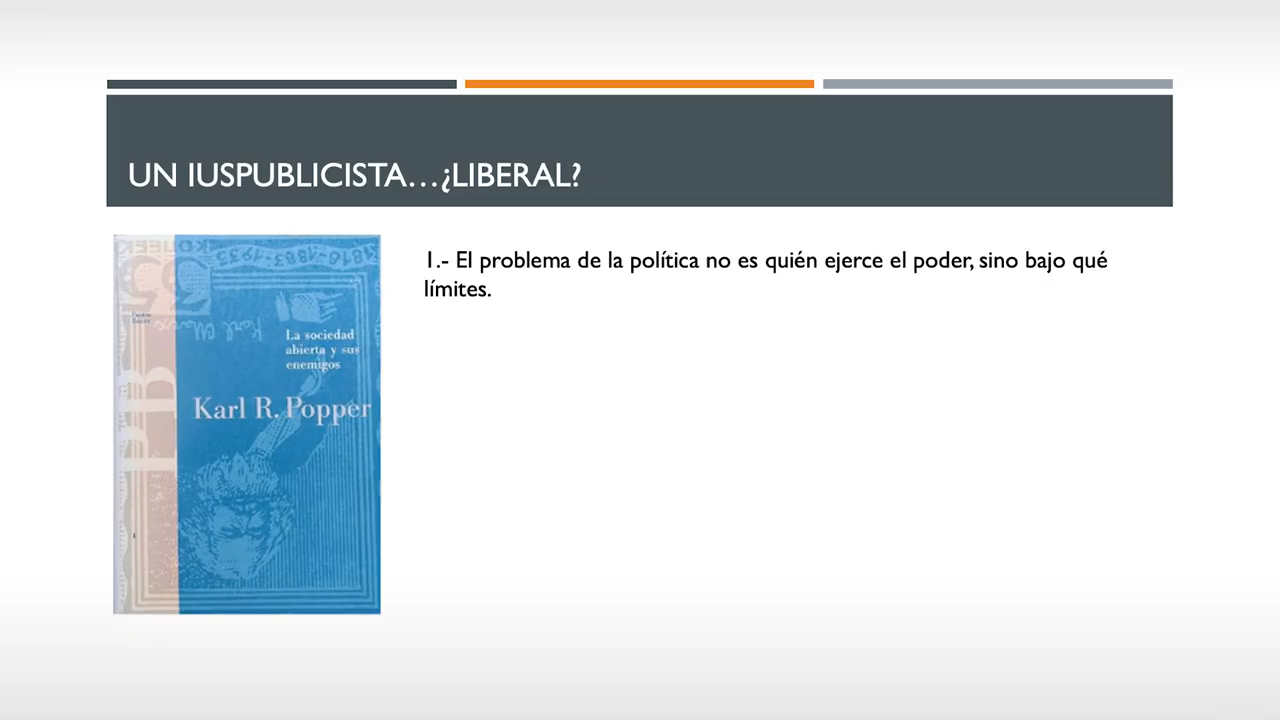 UN IUSPUBLICISTA…¿LIBERAL?
1.- El problema de la política no es quién ejerce el poder, sino bajo qué
límites.
La sociedad
abierta y sus
enemigos
Karl R. Popper
PB